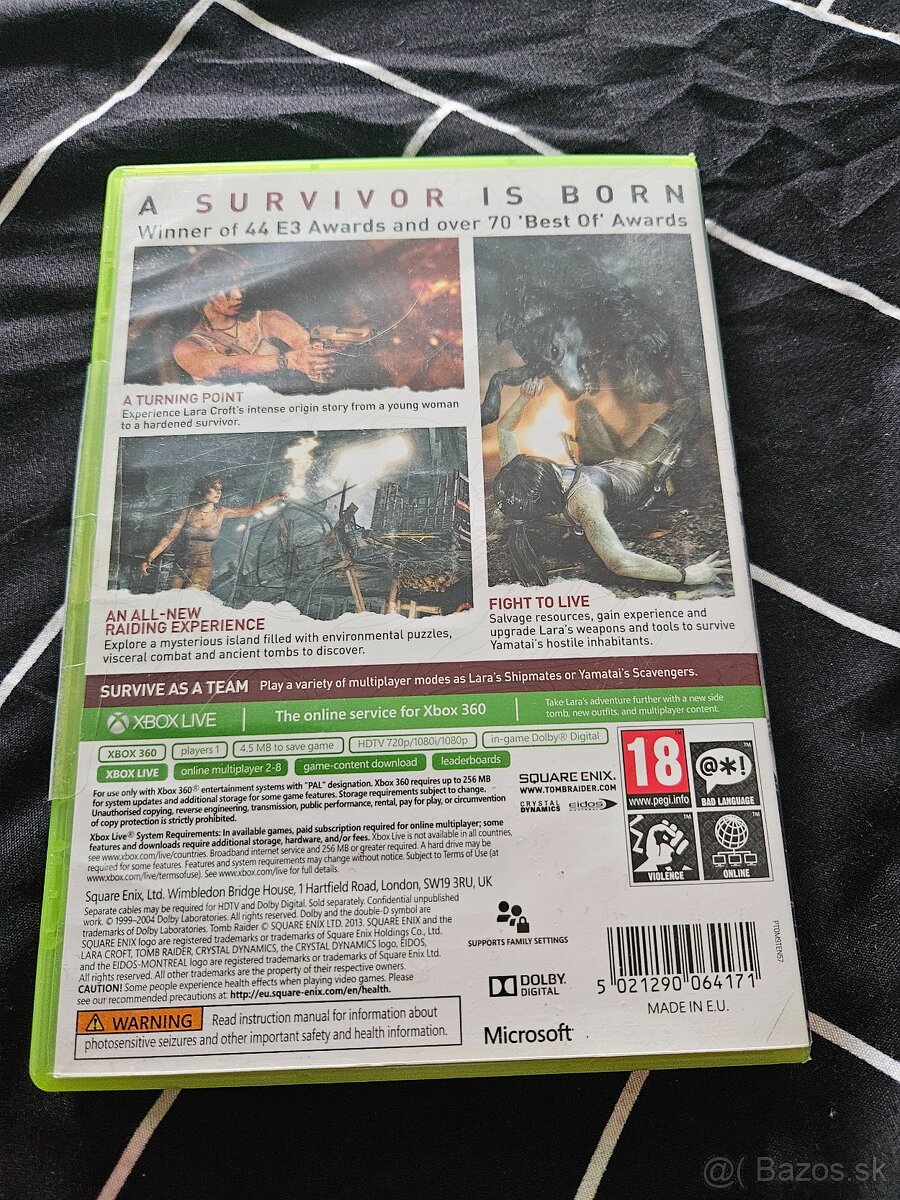 A SURVIVOR IS BORN
Winner of 44 E3 Awards and over 70 'Best Of' Awards
A TURNING POINT
Experience Lara Croft's intense origin story from a young woman
to a hardened survivor.
AN ALL-NEW
RAIDING EXPERIENCE
Explore a mysterious island filled with environmental puzzles,
visceral combat and ancient tombs to discover.
FIGHT TO LIVE
Salvage resources, gain experience and
upgrade Lara's weapons and tools to survive
Yamatai's hostile inhabitants.
SURVIVE AS A TEAM Play a variety of multiplayer modes as Lara's Shipmates or Yamatai's Scavengers.
XBOX LIVE The online service for Xbox 360
Take Lara's adventure further with a new side
tomb, new outfits, and multiplayer content.
XBOX 360 players 1 4.5 MB to save game HDTV 720p/1080i/1080p in-game Dolby® Digital
XBOX LIVE online multiplayer 2-8 game-content download leaderboards
For use only with Xbox 360® entertainment systems with "PAL" designation. Xbox 360 requires up to 256 MB
for system updates and additional storage for some game features. Storage requirements subject to change.
Unauthorised copying, reverse engineering, transmission, public performance, rental, pay for play, or circumvention
of copy protection is strictly prohibited.
Xbox Live® System Requirements: In available games, paid subscription required for online multiplayer; some
features and downloads require additional storage, hardware, and/or fees. Xbox Live is not available in all countries,
see www.xbox.com/live/countries. Broadband internet service and 256 MB or greater required. A hard drive may be
required for some features. Features and system requirements may change without notice. Subject to Terms of Use (at
www.xbox.com/live/termsofuse). See www.xbox.com/live for full details.
SQUARE ENIX.
WWW.TOMBRAIDER.COM
CRYSTAL
DYNAMICS
eidos
18
www.pegi.info
@*!
BAD LANGUAGE
VIOLENCE
ONLINE
Square Enix, Ltd. Wimbledon Bridge House, 1 Hartfield Road, London, SW19 3RU, UK
Separate cables may be required for HDTV and Dolby Digital. Sold separately. Confidential unpublished
work. © 1999–2004 Dolby Laboratories. All rights reserved. Dolby and the double-D symbol are
trademarks of Dolby Laboratories. Tomb Raider © SQUARE ENIX LTD. 2013. SQUARE ENIX and the
SQUARE ENIX logo are registered trademarks or trademarks of Square Enix Holdings Co., Ltd.
LARA CROFT, TOMB RAIDER, CRYSTAL DYNAMICS, the CRYSTAL DYNAMICS logo, EIDOS,
and the EIDOS-MONTREAL logo are registered trademarks or trademarks of Square Enix Ltd.
All rights reserved. All other trademarks are the property of their respective owners.
CAUTION! Some people experience health effects when playing video games. Please
see our recommended precautions at: http://eu.square-enix.com/en/health.
WARNING Read instruction manual for information about
photosensitive seizures and other important safety and health information.
SUPPORTS FAMILY SETTINGS
DOLBY
DIGITAL
Microsoft
5 021290 064171
MADE IN E.U.
@( Bazos.sk